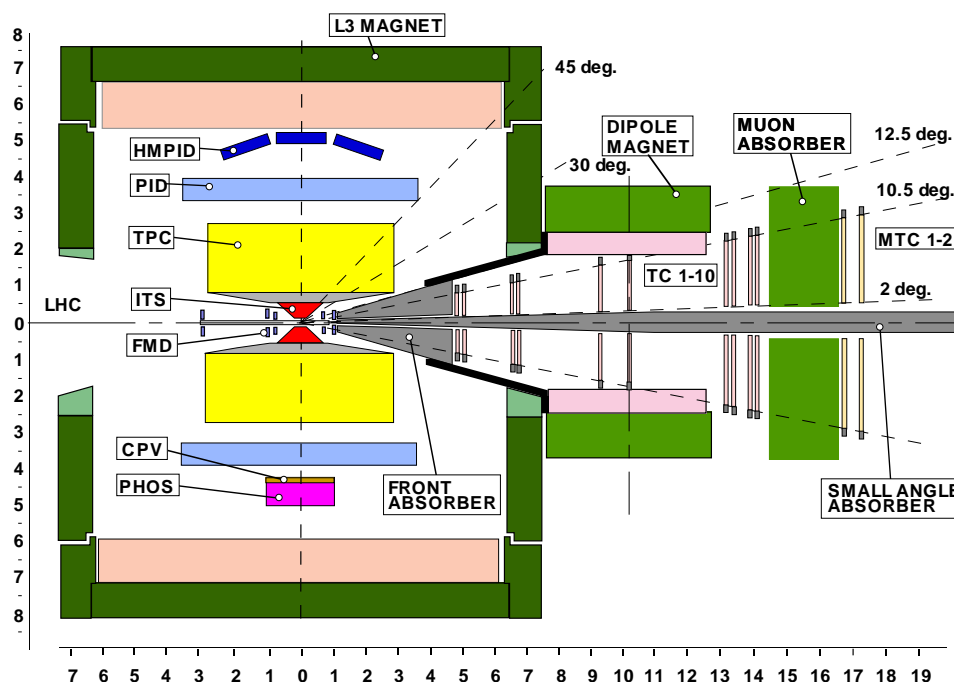 L3 MAGNET
8
7
6
5
4
3
2
1
0
1
2
3
4
5
6
7
8
45 deg.
30 deg.
12.5 deg.
10.5 deg.
2 deg.
HMPID
PID
TPC
ITS
LHC
FMD
CPV
PHOS
DIPOLE
MAGNET
MUON
ABSORBER
MTC 1-2
TC 1-10
FRONT
ABSORBER
SMALL ANGLE
ABSORBER
7 6 5 4 3 2 1 0 1 2 3 4 5 6 7 8 9 10 11 12 13 14 15 16 17 18 19